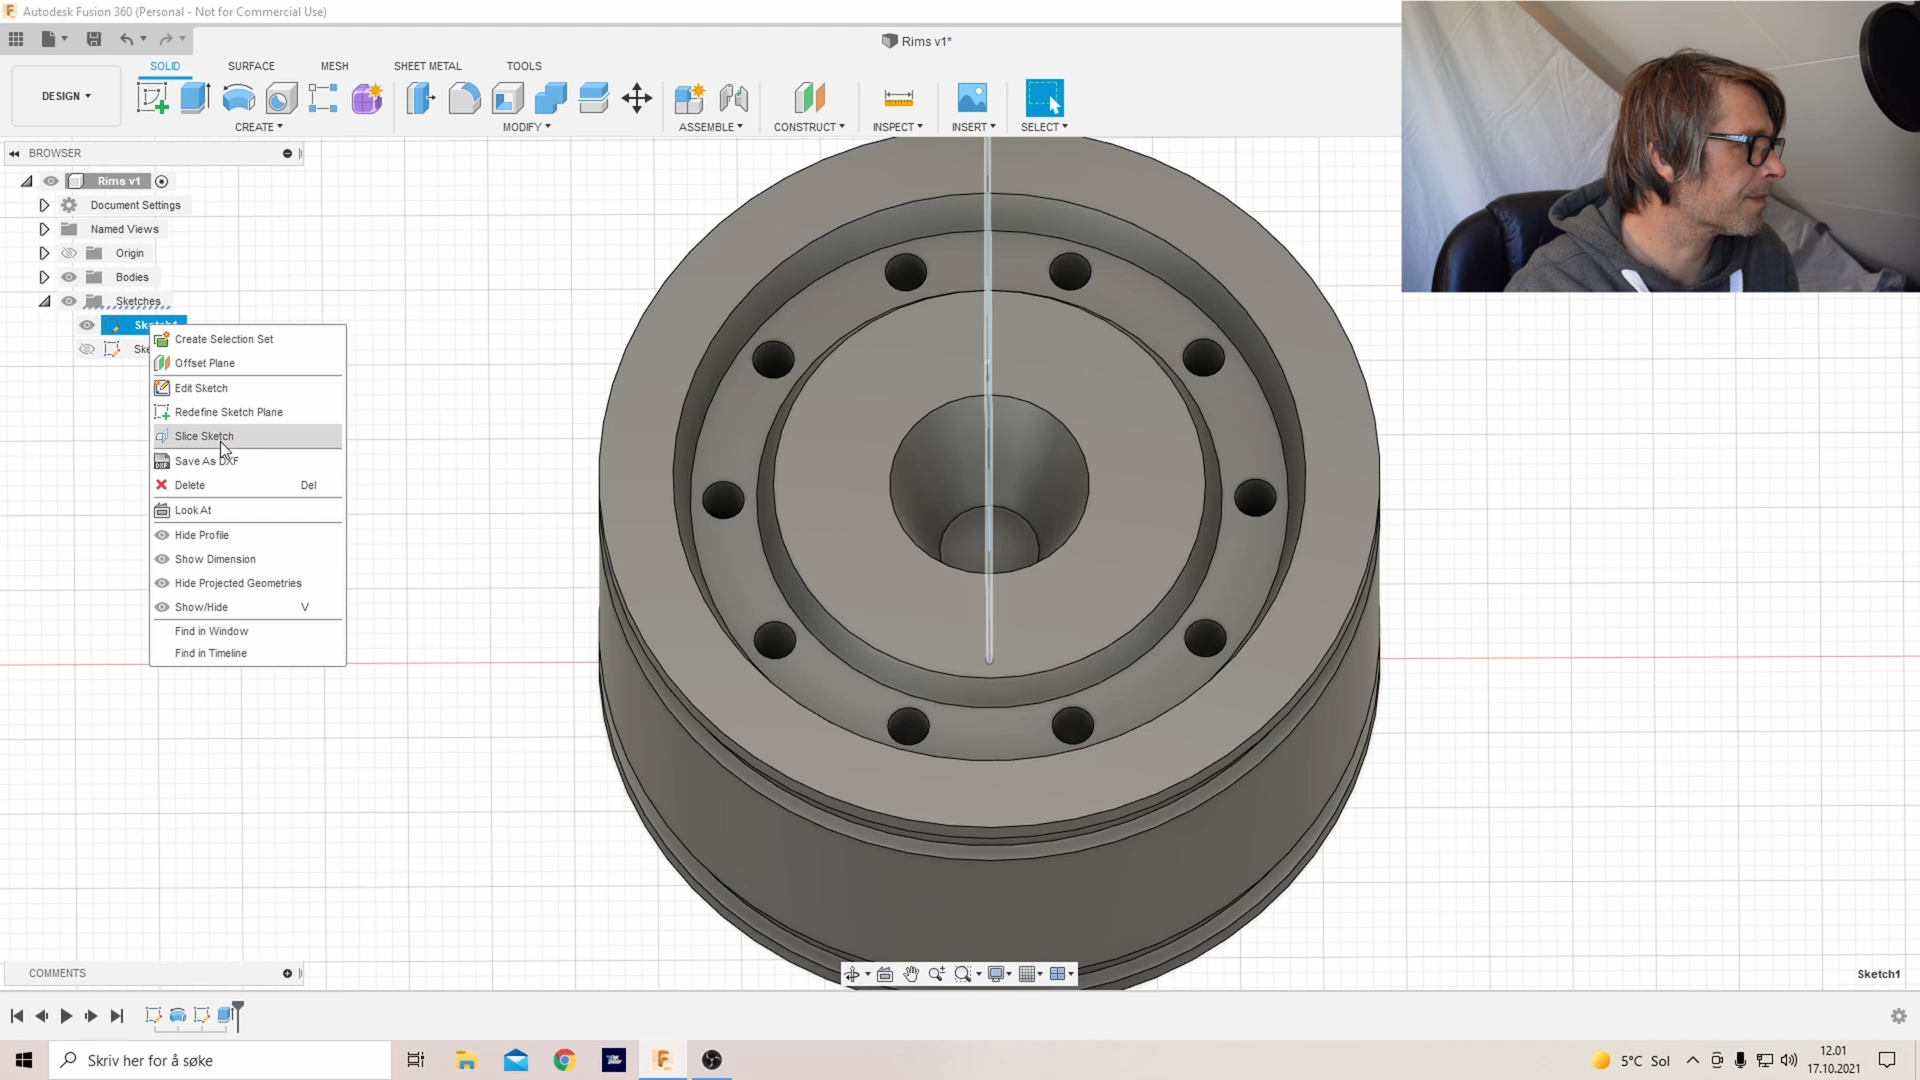 Autodesk Fusion 360 (Personal - Not for Commercial Use)
Rims v1*
DESIGN
SOLID
SURFACE
MESH
SHEET METAL
TOOLS
CREATE
MODIFY
ASSEMBLE
CONSTRUCT
INSPECT
INSERT
SELECT
BROWSER
Rims v1
Document Settings
Named Views
Origin
Bodies
Sketches
Create Selection Set
Offset Plane
Edit Sketch
Redefine Sketch Plane
Slice Sketch
Save As DXF
Delete Del
Look At
Hide Profile
Show Dimension
Hide Projected Geometries
Show/Hide V
Find in Window
Find in Timeline
COMMENTS
Sketch1
Skriv her for å søke
5°C Sol
12.01
17.10.2021